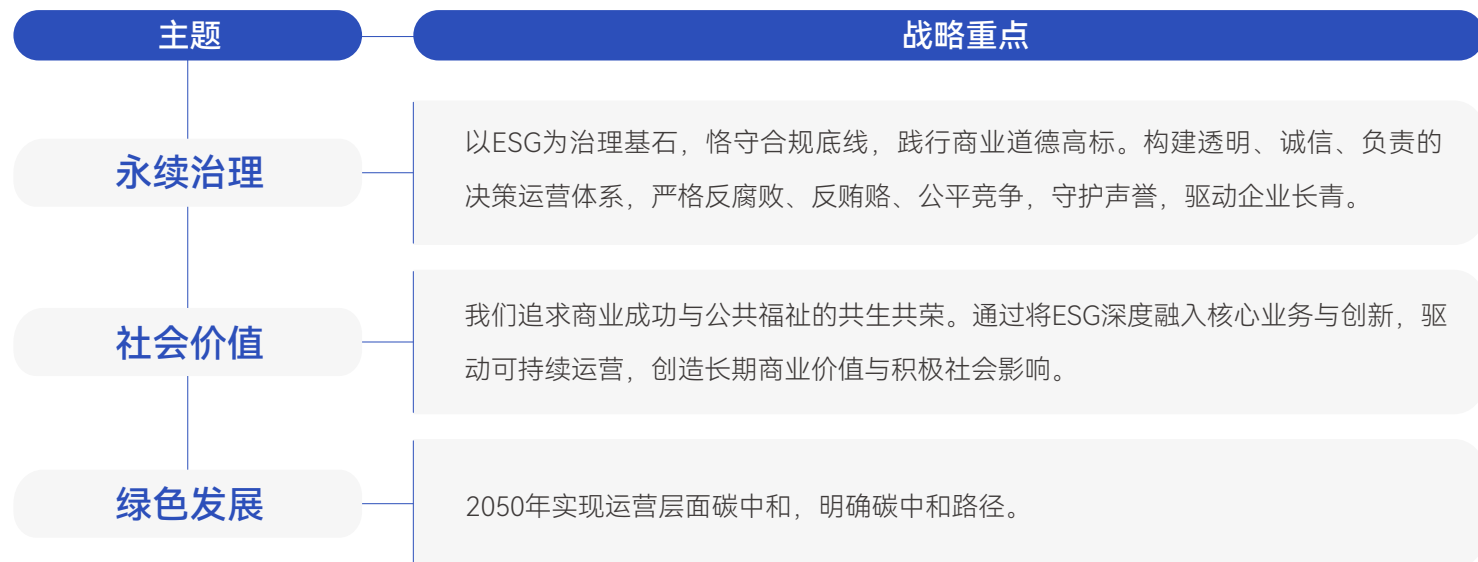 主题
战略重点
永续治理
以ESG为治理基石，恪守合规底线，践行商业道德高标。构建透明、诚信、负责的
决策运营体系，严格反腐败、反贿赂、公平竞争，守护声誉，驱动企业长青。
社会价值
我们追求商业成功与公共福祉的共生共荣。通过将ESG深度融入核心业务与创新，驱
动可持续运营，创造长期商业价值与积极社会影响。
绿色发展
2050年实现运营层面碳中和，明确碳中和路径。